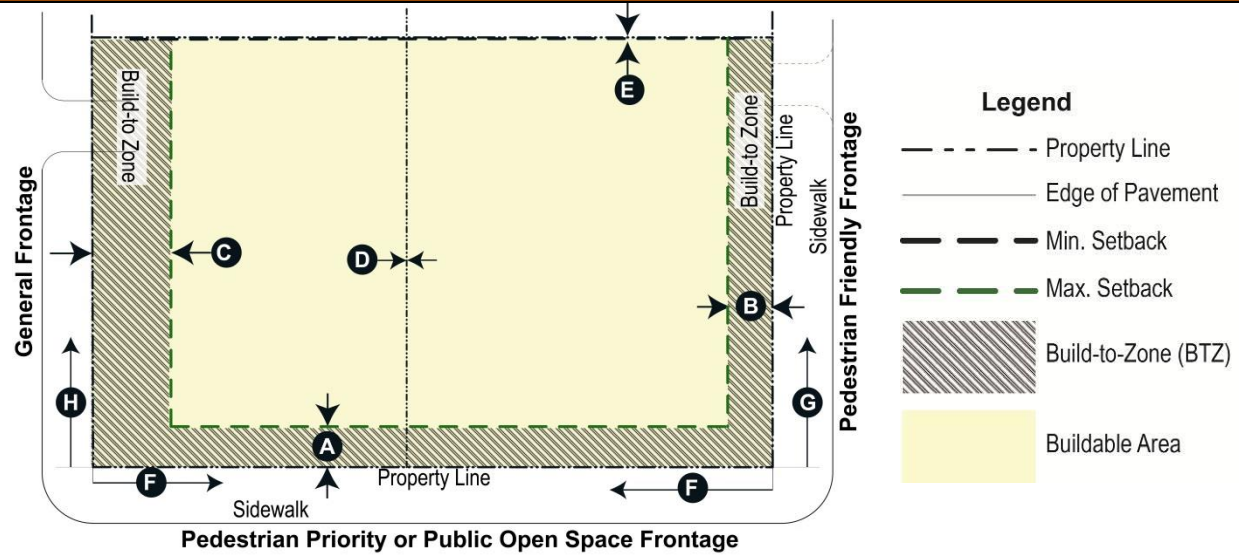 E
Build-to Zone
Build-to Zone
Property Line
Sidewalk
General Frontage
Pedestrian Friendly Frontage
C
D
B
H
G
A
F
F
Property Line
Sidewalk
Pedestrian Priority or Public Open Space Frontage
Legend
Property Line
Edge of Pavement
Min. Setback
Max. Setback
Build-to-Zone (BTZ)
Buildable Area